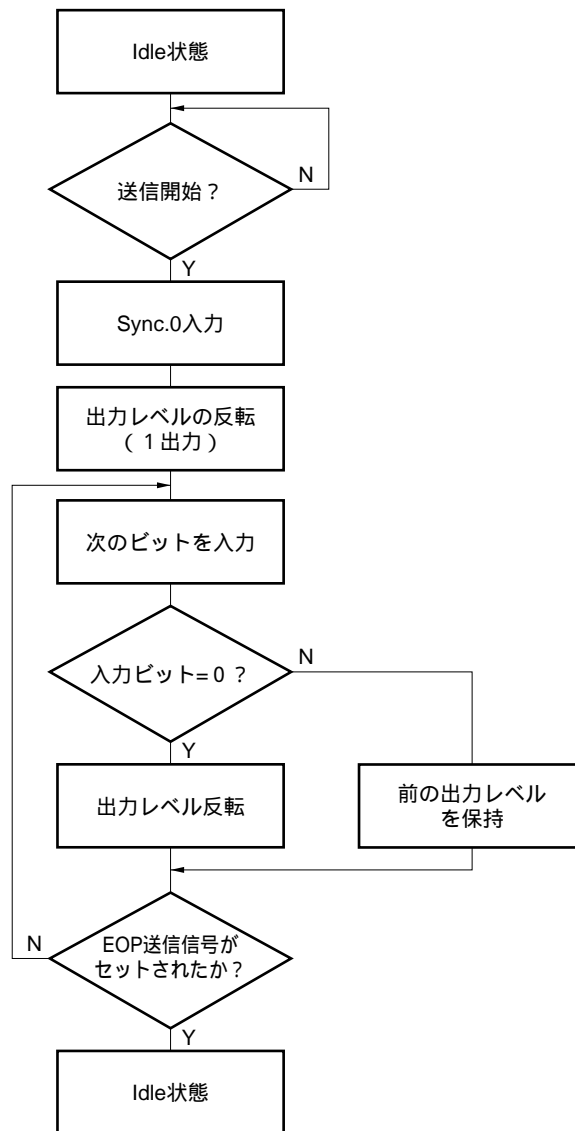 Idle状態
送信開始？
N
Y
Sync.0入力
出力レベルの反転
（１出力）
次のビットを入力
入力ビット=０？
N
Y
出力レベル反転
前の出力レベル
を保持
EOP送信信号が
セットされたか？
N
Y
Idle状態